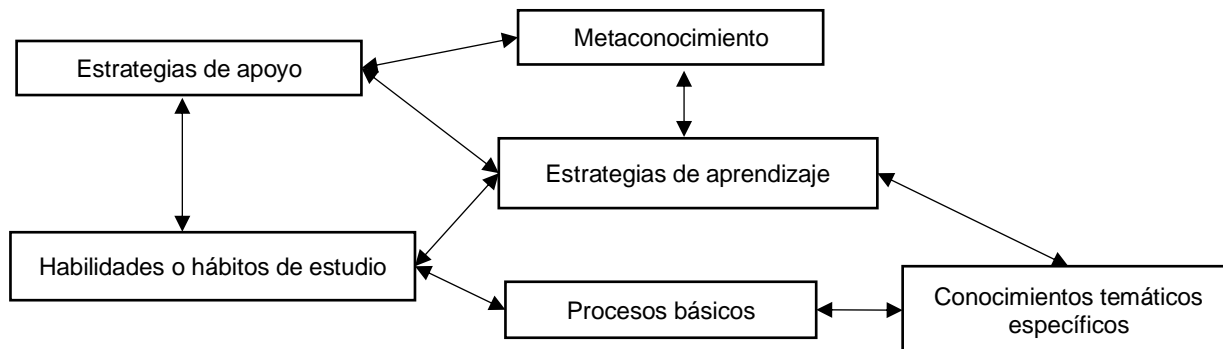 Metaconocimiento
Estrategias de apoyo
Estrategias de aprendizaje
Habilidades o hábitos de estudio
Procesos básicos
Conocimientos temáticos
específicos